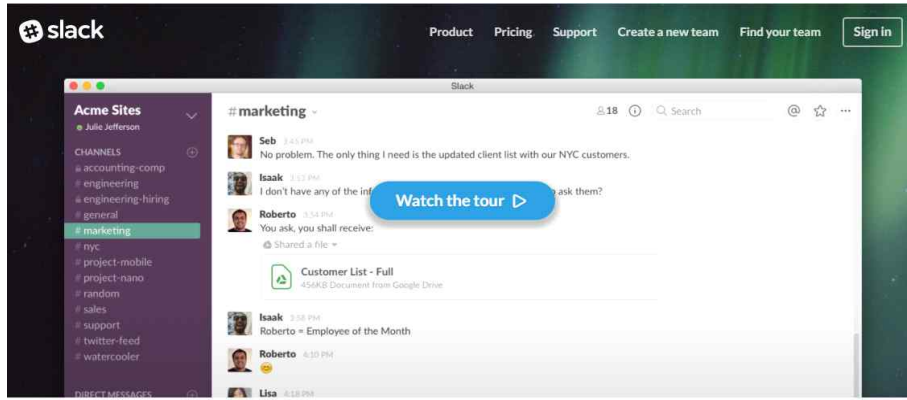 slack
Product Pricing Support Create a new team Find your team Sign in
Slack
Acme Sites
Julie Jefferson
CHANNELS
accounting-comp
# engineering
engineering-hiring
# general
# marketing
# nyc
# project-mobile
# project-nano
# random
# sales
# support
# twitter-feed
# watercooler
DIRECT MESSAGES
#marketing
18
Search
Seb 3:45 PM
No problem. The only thing I need is the updated client list with our NYC customers.
Isaak
I don't have any of the inf
ask them?
Watch the tour
Roberto 3:54 PM
You ask, you shall receive:
Shared a file
Customer List - Full
456KB Document from Google Drive
Isaak 3:58 PM
Roberto = Employee of the Month
Roberto 4:10 PM
Lisa 4:18 PM